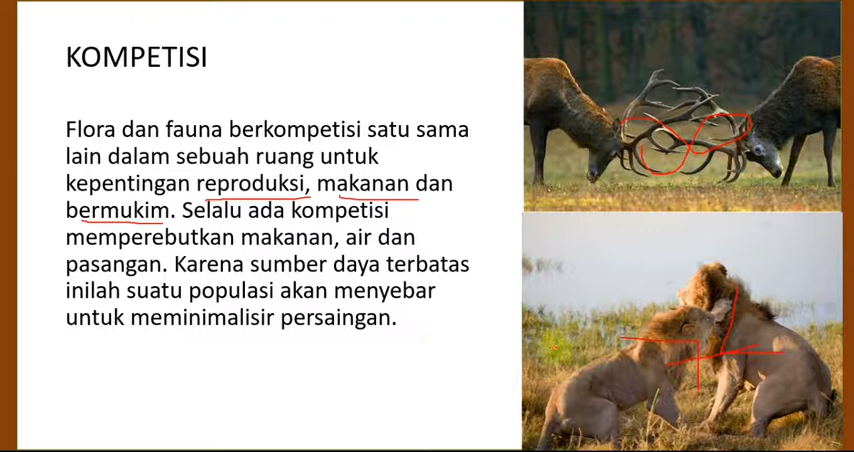 KOMPETISI
Flora dan fauna berkompetisi satu sama
lain dalam sebuah ruang untuk
kepentingan reproduksi, makanan dan
bermukim. Selalu ada kompetisi
memperebutkan makanan, air dan
pasangan. Karena sumber daya terbatas
inilah suatu populasi akan menyebar
untuk meminimalisir persaingan.